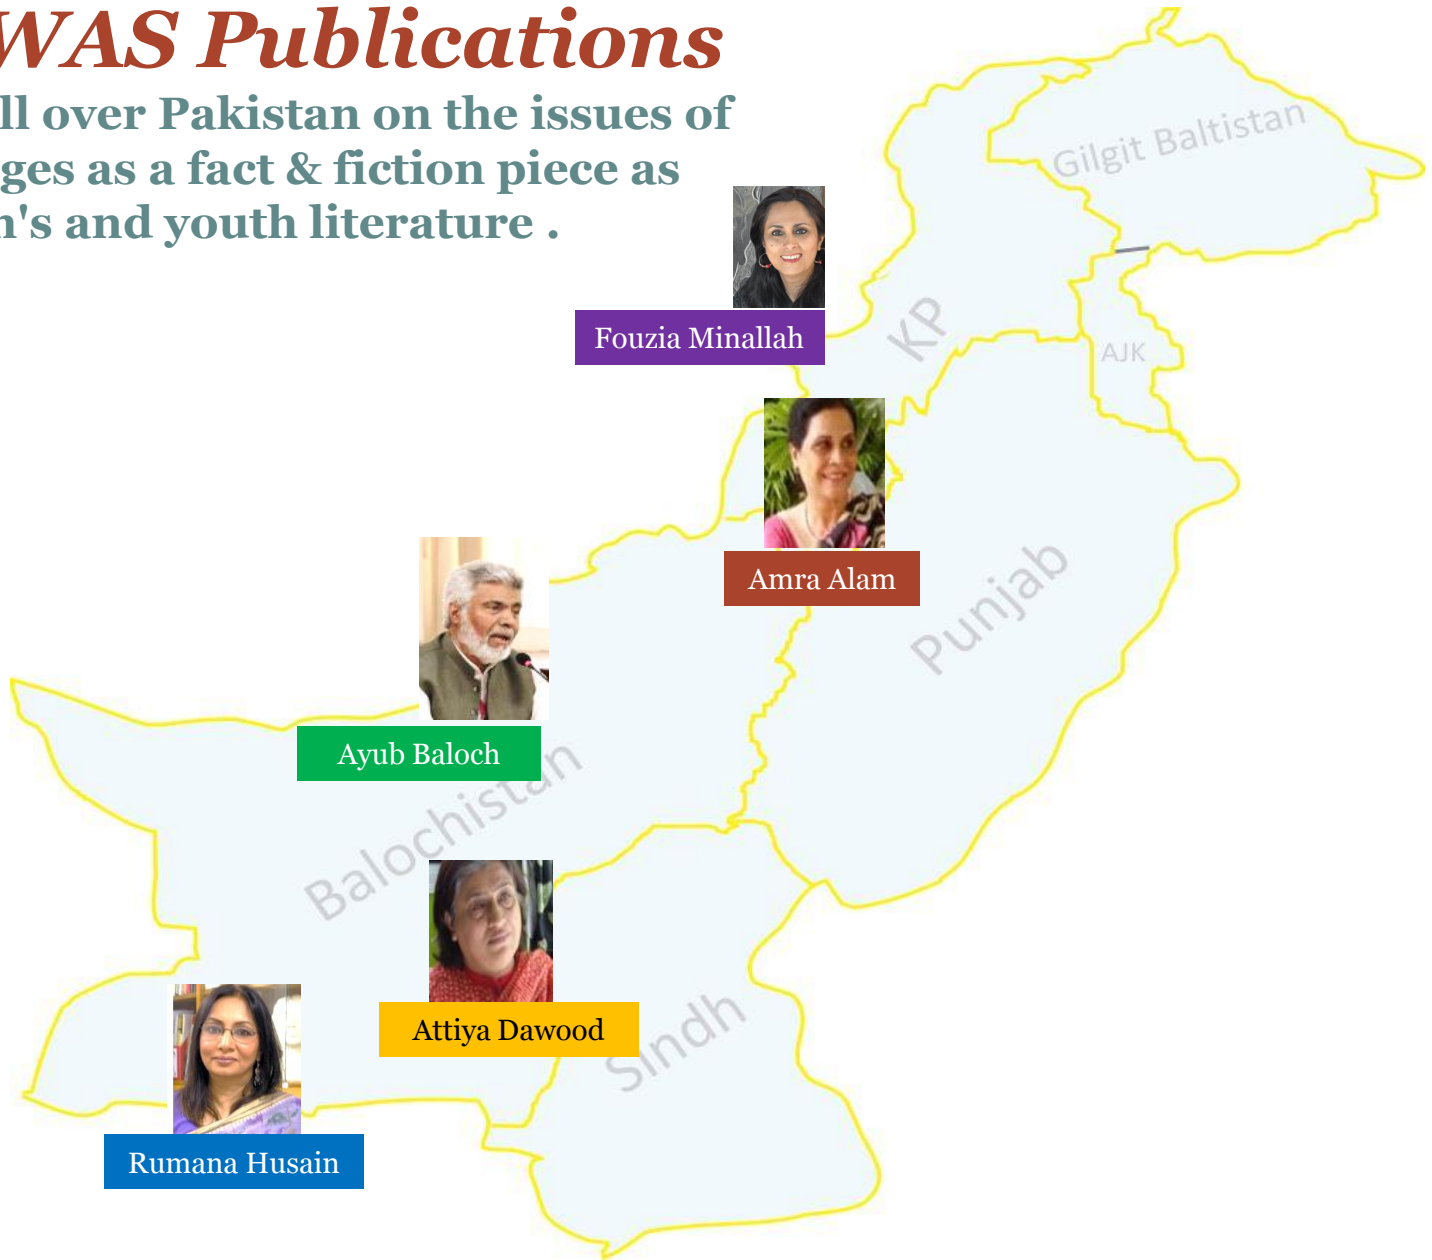 WAS Publications
ll over Pakistan on the issues of
ges as a fact & fiction piece as
n's and youth literature .
Gilgit Baltistan
Fouzia Minallah
KP
AJK
Amra Alam
Punjab
Ayub Baloch
Balochistan
Attiya Dawood
Sindh
Rumana Husain